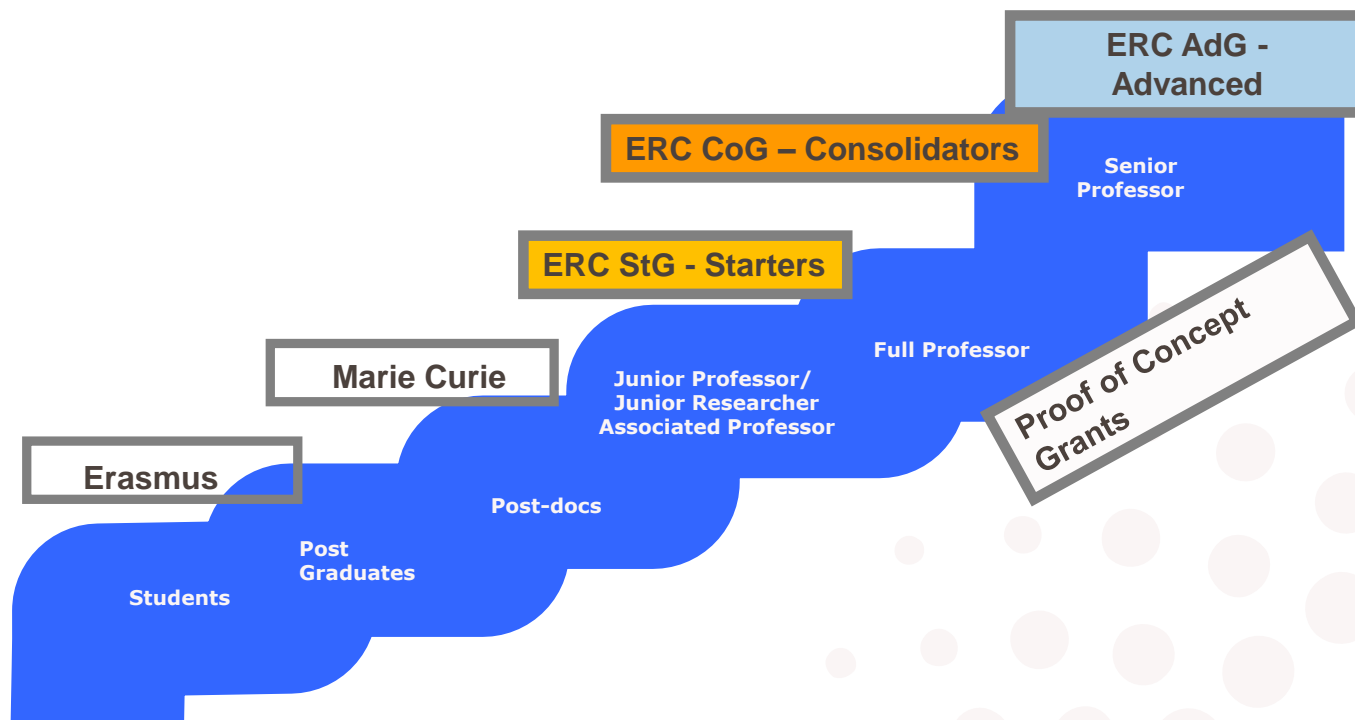 ERC AdG -
Advanced
ERC CoG – Consolidators
Senior
Professor
ERC StG - Starters
Full Professor
Proof of Concept
Grants
Marie Curie
Junior Professor/
Junior Researcher
Associated Professor
Erasmus
Post-docs
Post
Graduates
Students